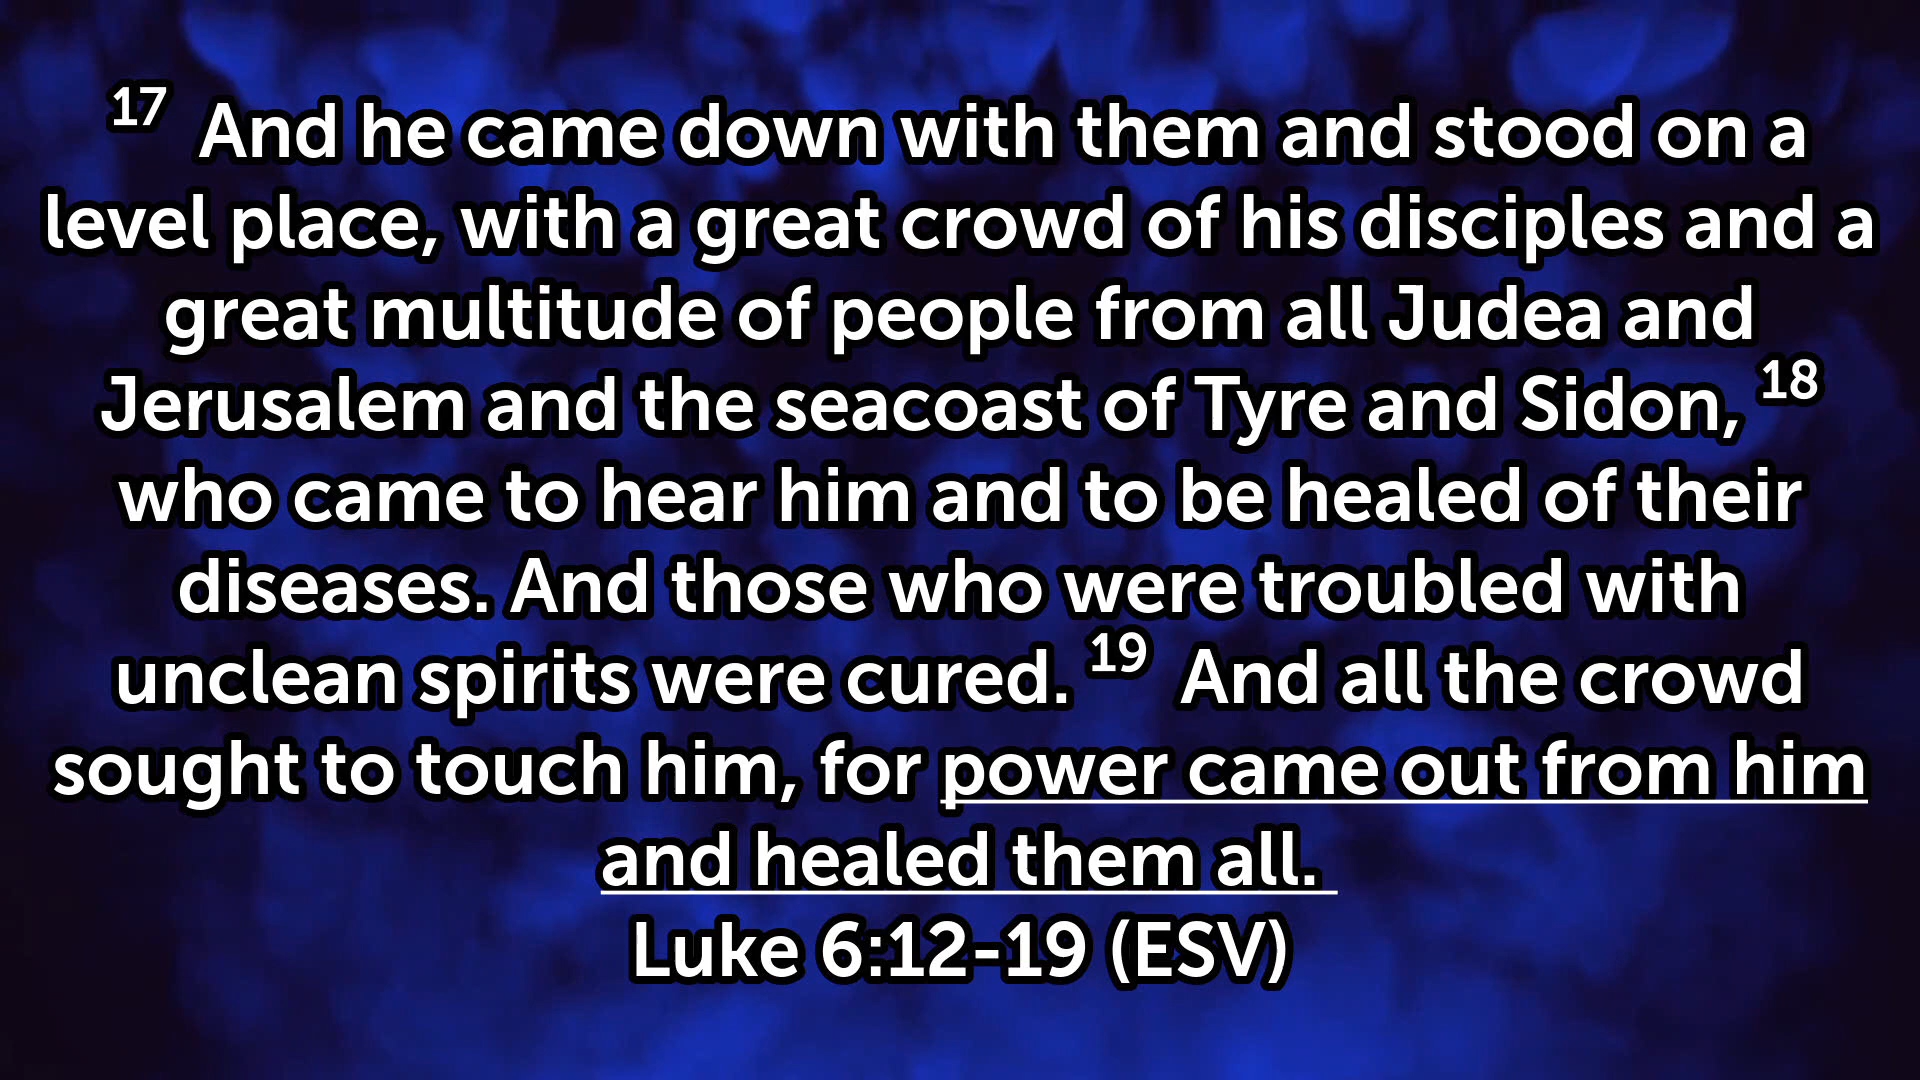 17 And he came down with them and stood on a
level place, with a great crowd of his disciples and a
great multitude of people from all Judea and
Jerusalem and the seacoast of Tyre and Sidon, 18
who came to hear him and to be healed of their
diseases. And those who were troubled with
unclean spirits were cured. 19 And all the crowd
sought to touch him, for power came out from him
and healed them all.
Luke 6:12-19 (ESV)